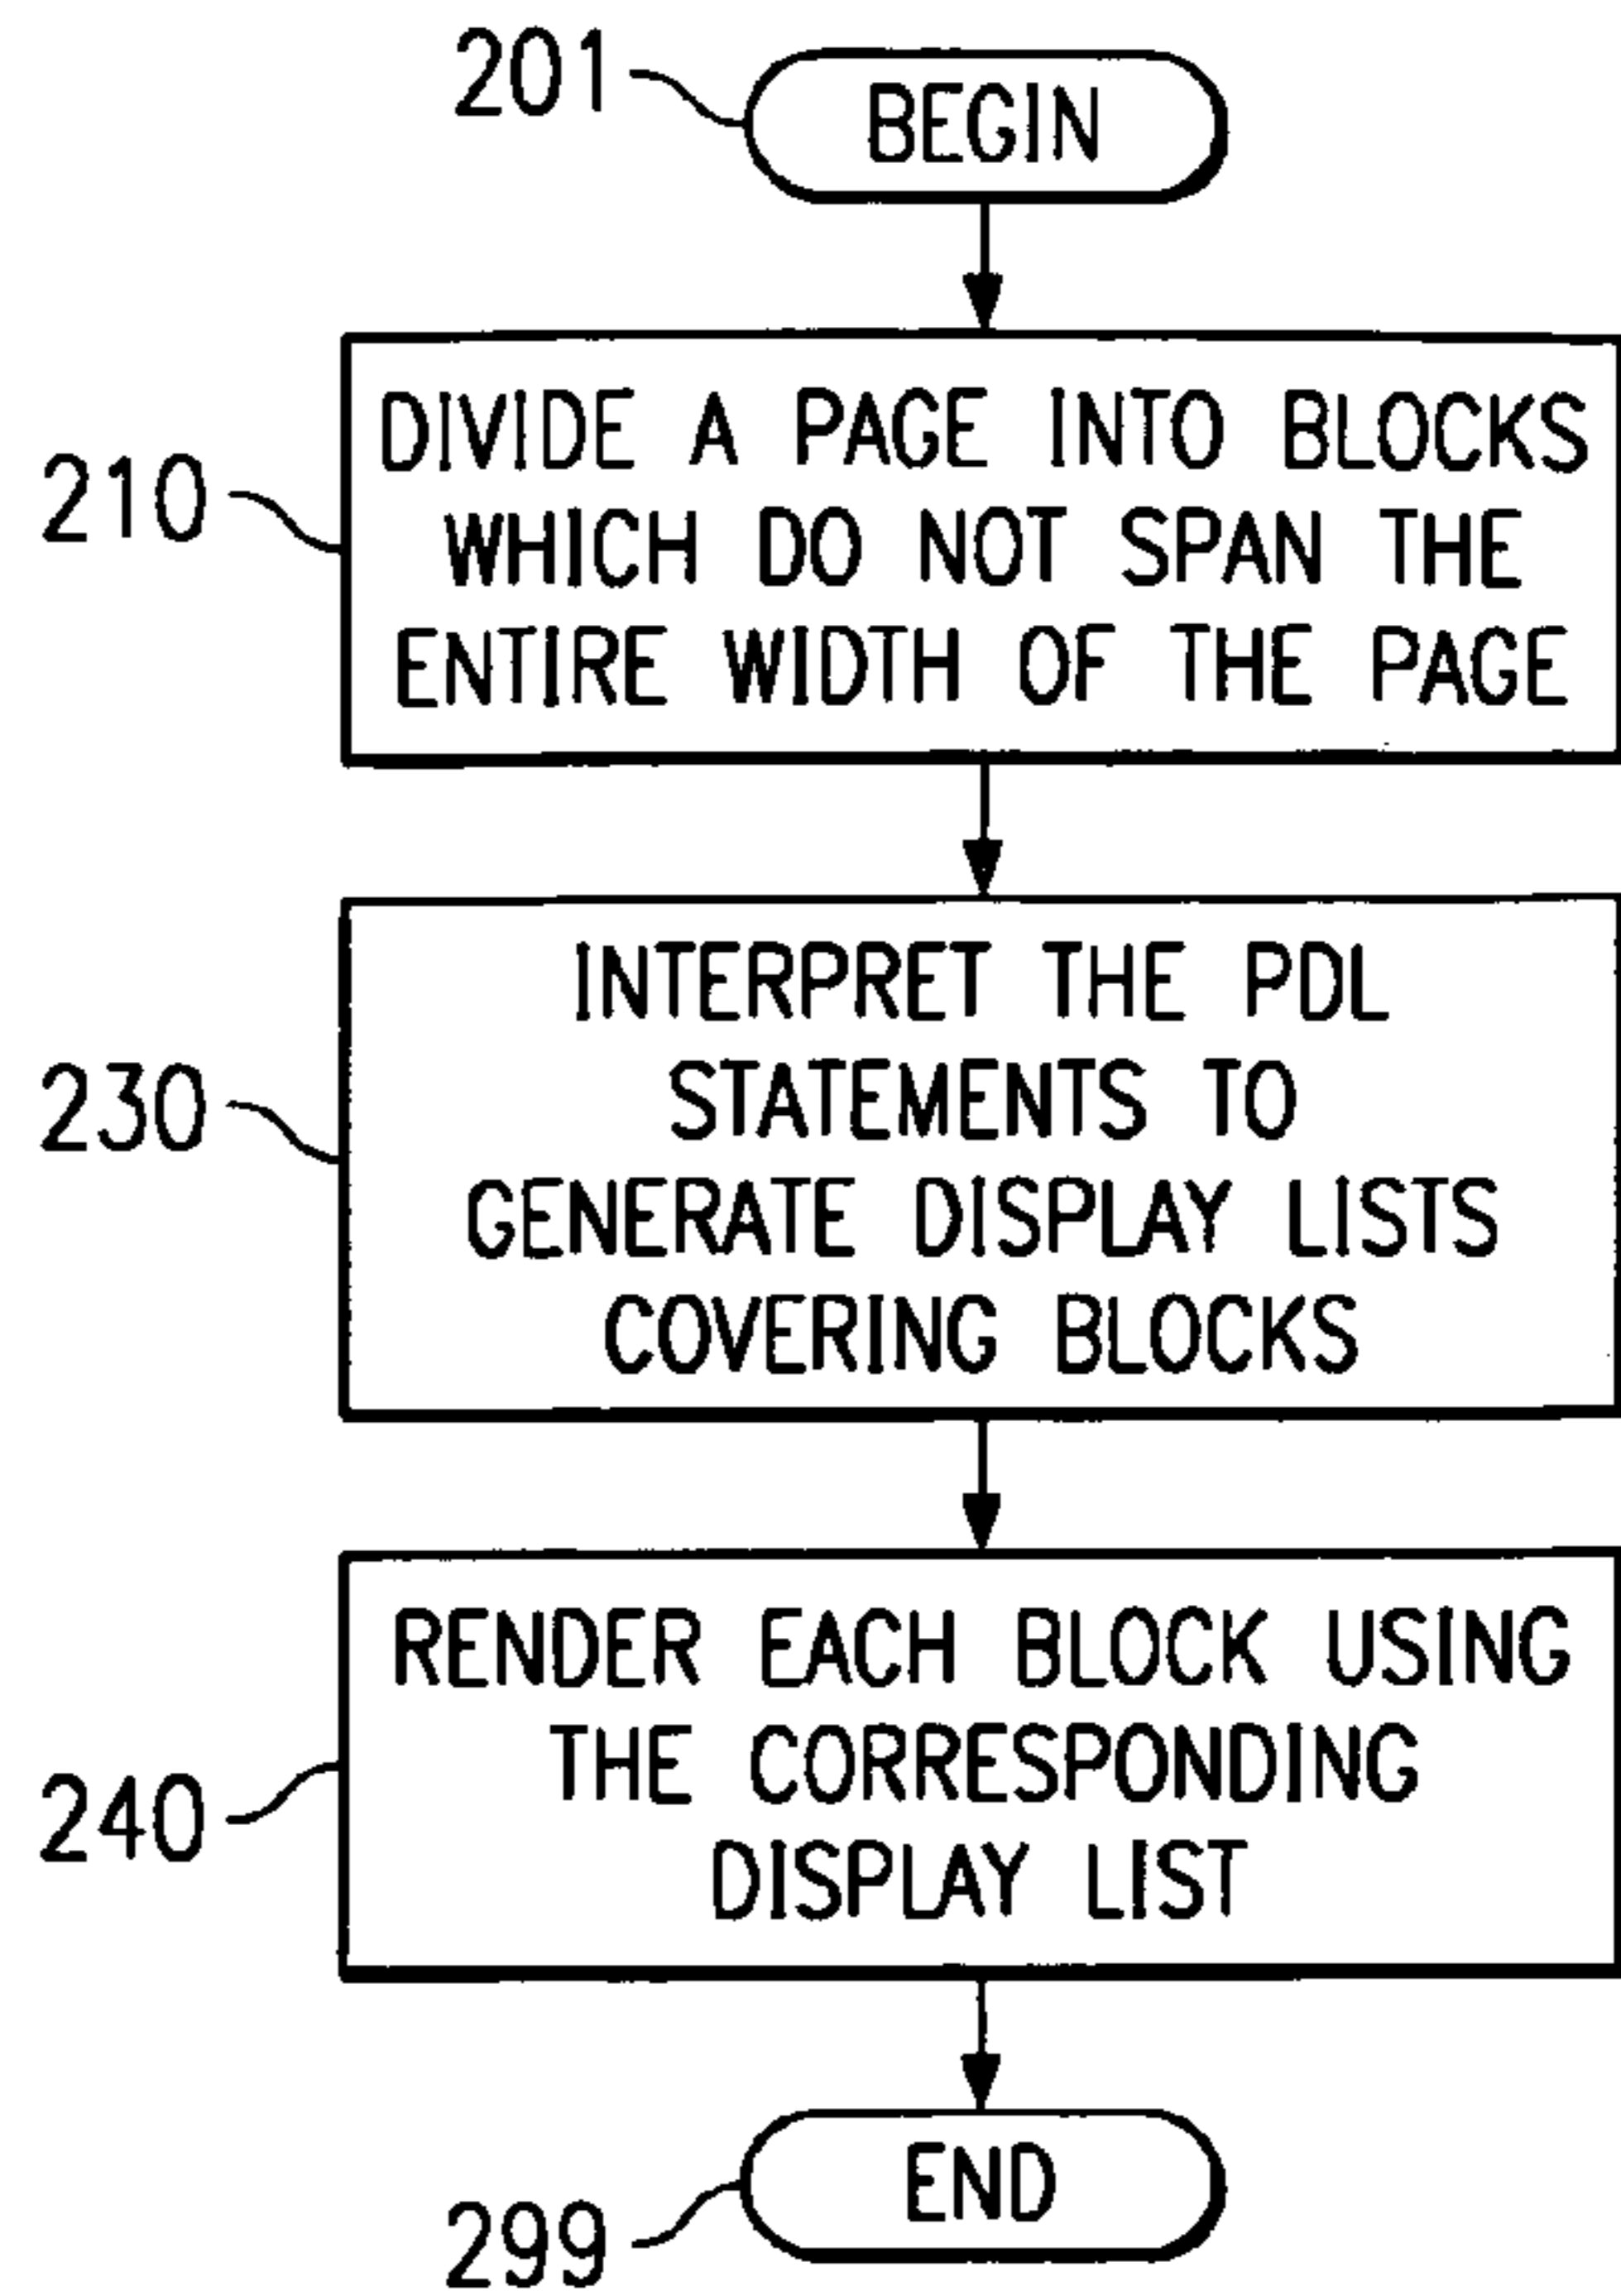 201
BEGIN
210
DIVIDE A PAGE INTO BLOCKS
WHICH DO NOT SPAN THE
ENTIRE WIDTH OF THE PAGE
230
INTERPRET THE PDL
STATEMENTS TO
GENERATE DISPLAY LISTS
COVERING BLOCKS
240
RENDER EACH BLOCK USING
THE CORRESPONDING
DISPLAY LIST
299
END